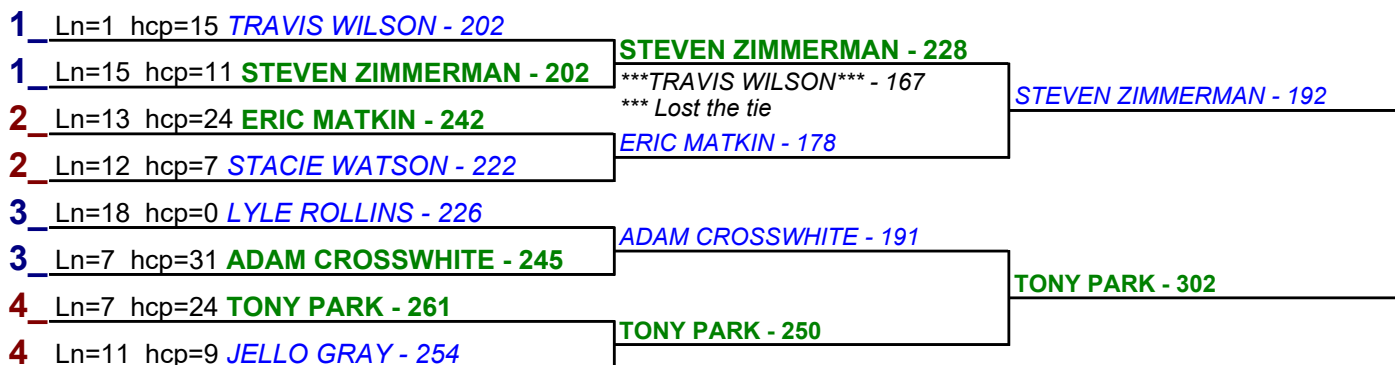 1_ Ln=1 hcp=15 TRAVIS WILSON - 202
1_ Ln=15 hcp=11 STEVEN ZIMMERMAN - 202
2_ Ln=13 hcp=24 ERIC MATKIN - 242
2_ Ln=12 hcp=7 STACIE WATSON - 222
3_ Ln=18 hcp=0 LYLE ROLLINS - 226
3_ Ln=7 hcp=31 ADAM CROSSWHITE - 245
4_ Ln=7 hcp=24 TONY PARK - 261
4 Ln=11 hcp=9 JELLO GRAY - 254
STEVEN ZIMMERMAN - 228
***TRAVIS WILSON*** - 167
*** Lost the tie
ERIC MATKIN - 178
ADAM CROSSWHITE - 191
TONY PARK - 250
STEVEN ZIMMERMAN - 192
TONY PARK - 302